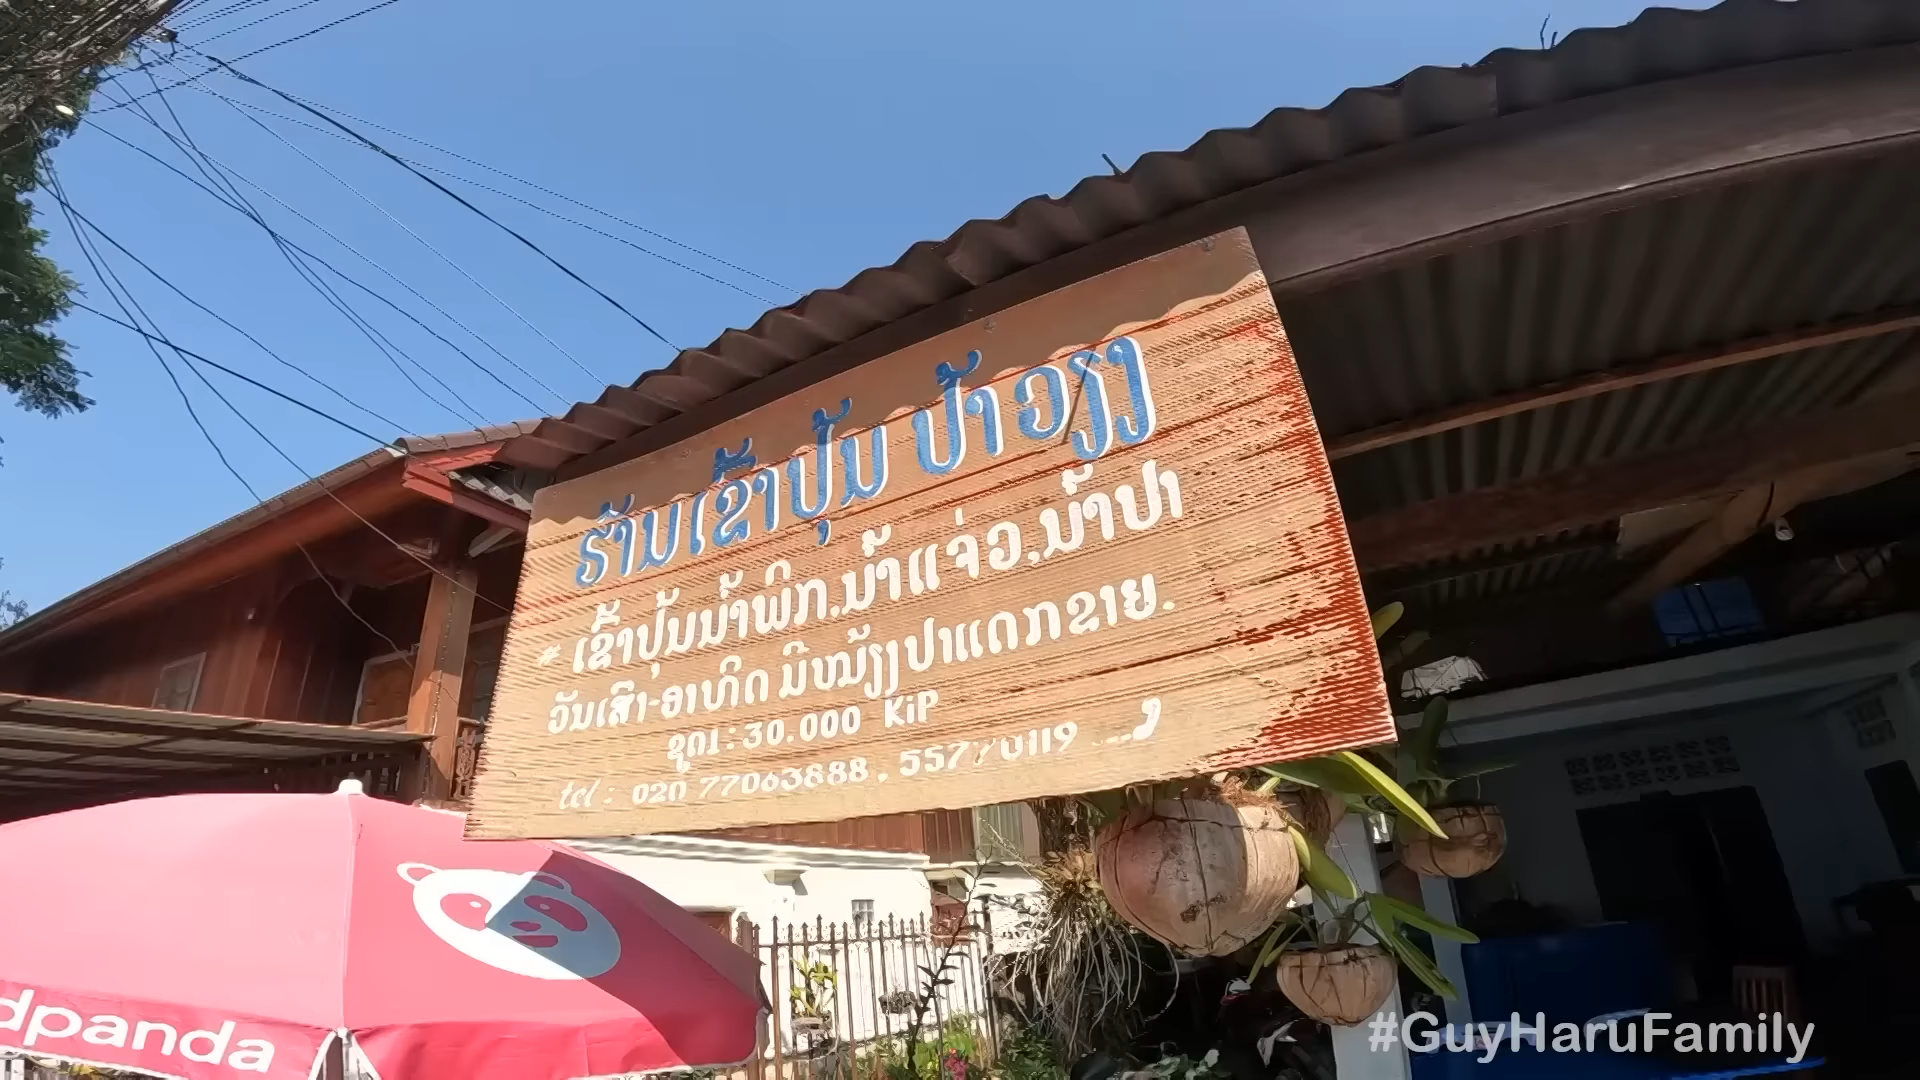 ຮ້ານເຂົ້າປຸ້ນ ປ້າ ວຽງ
* ເຂົ້າປຸ້ນນ້ຳພິກ,ນ້ຳແຈ່ວ,ນ້ຳປາ
ວັນເສົາ-ອາທິດ ມີໝ້ຽງປາແດກຂາຍ.
ຊຸດ1:30.000 KiP
tel: 020 77063888, 55770119
dpanda
#GuyHaruFamily